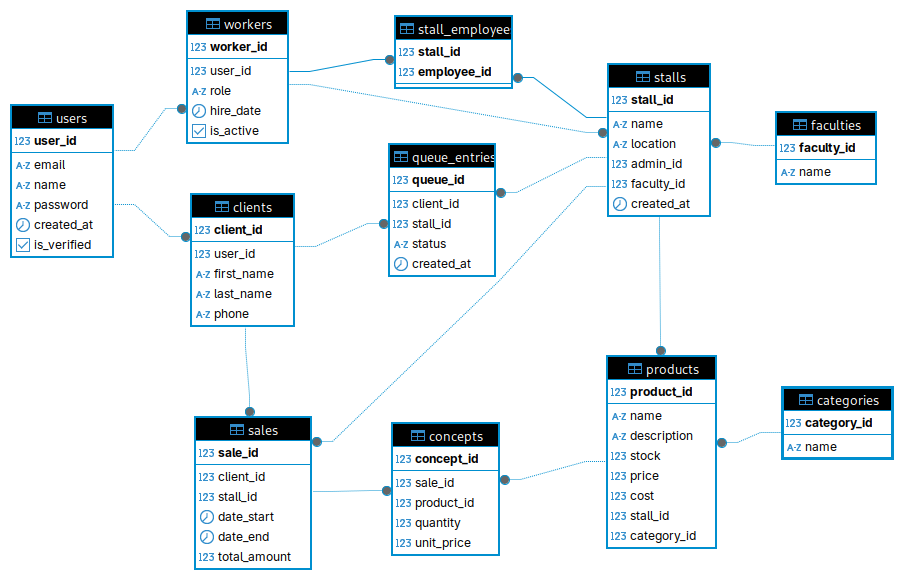 workers
123 worker_id
123 user_id
A-Z role
hire_date
is_active
stall_employee
123 stall_id
123 employee_id
stalls
123 stall_id
A-Z name
A-Z location
123 admin_id
123 faculty_id
created_at
faculties
123 faculty_id
A-Z name
users
123 user_id
A-Z email
A-Z name
A-Z password
created_at
is_verified
queue_entries
123 queue_id
123 client_id
123 stall_id
A-Z status
created_at
clients
123 client_id
123 user_id
A-Z first_name
A-Z last_name
A-Z phone
products
123 product_id
A-Z name
A-Z description
123 stock
123 price
123 cost
123 stall_id
123 category_id
categories
123 category_id
A-Z name
sales
123 sale_id
123 client_id
123 stall_id
date_start
date_end
123 total_amount
concepts
123 concept_id
123 sale_id
123 product_id
123 quantity
123 unit_price